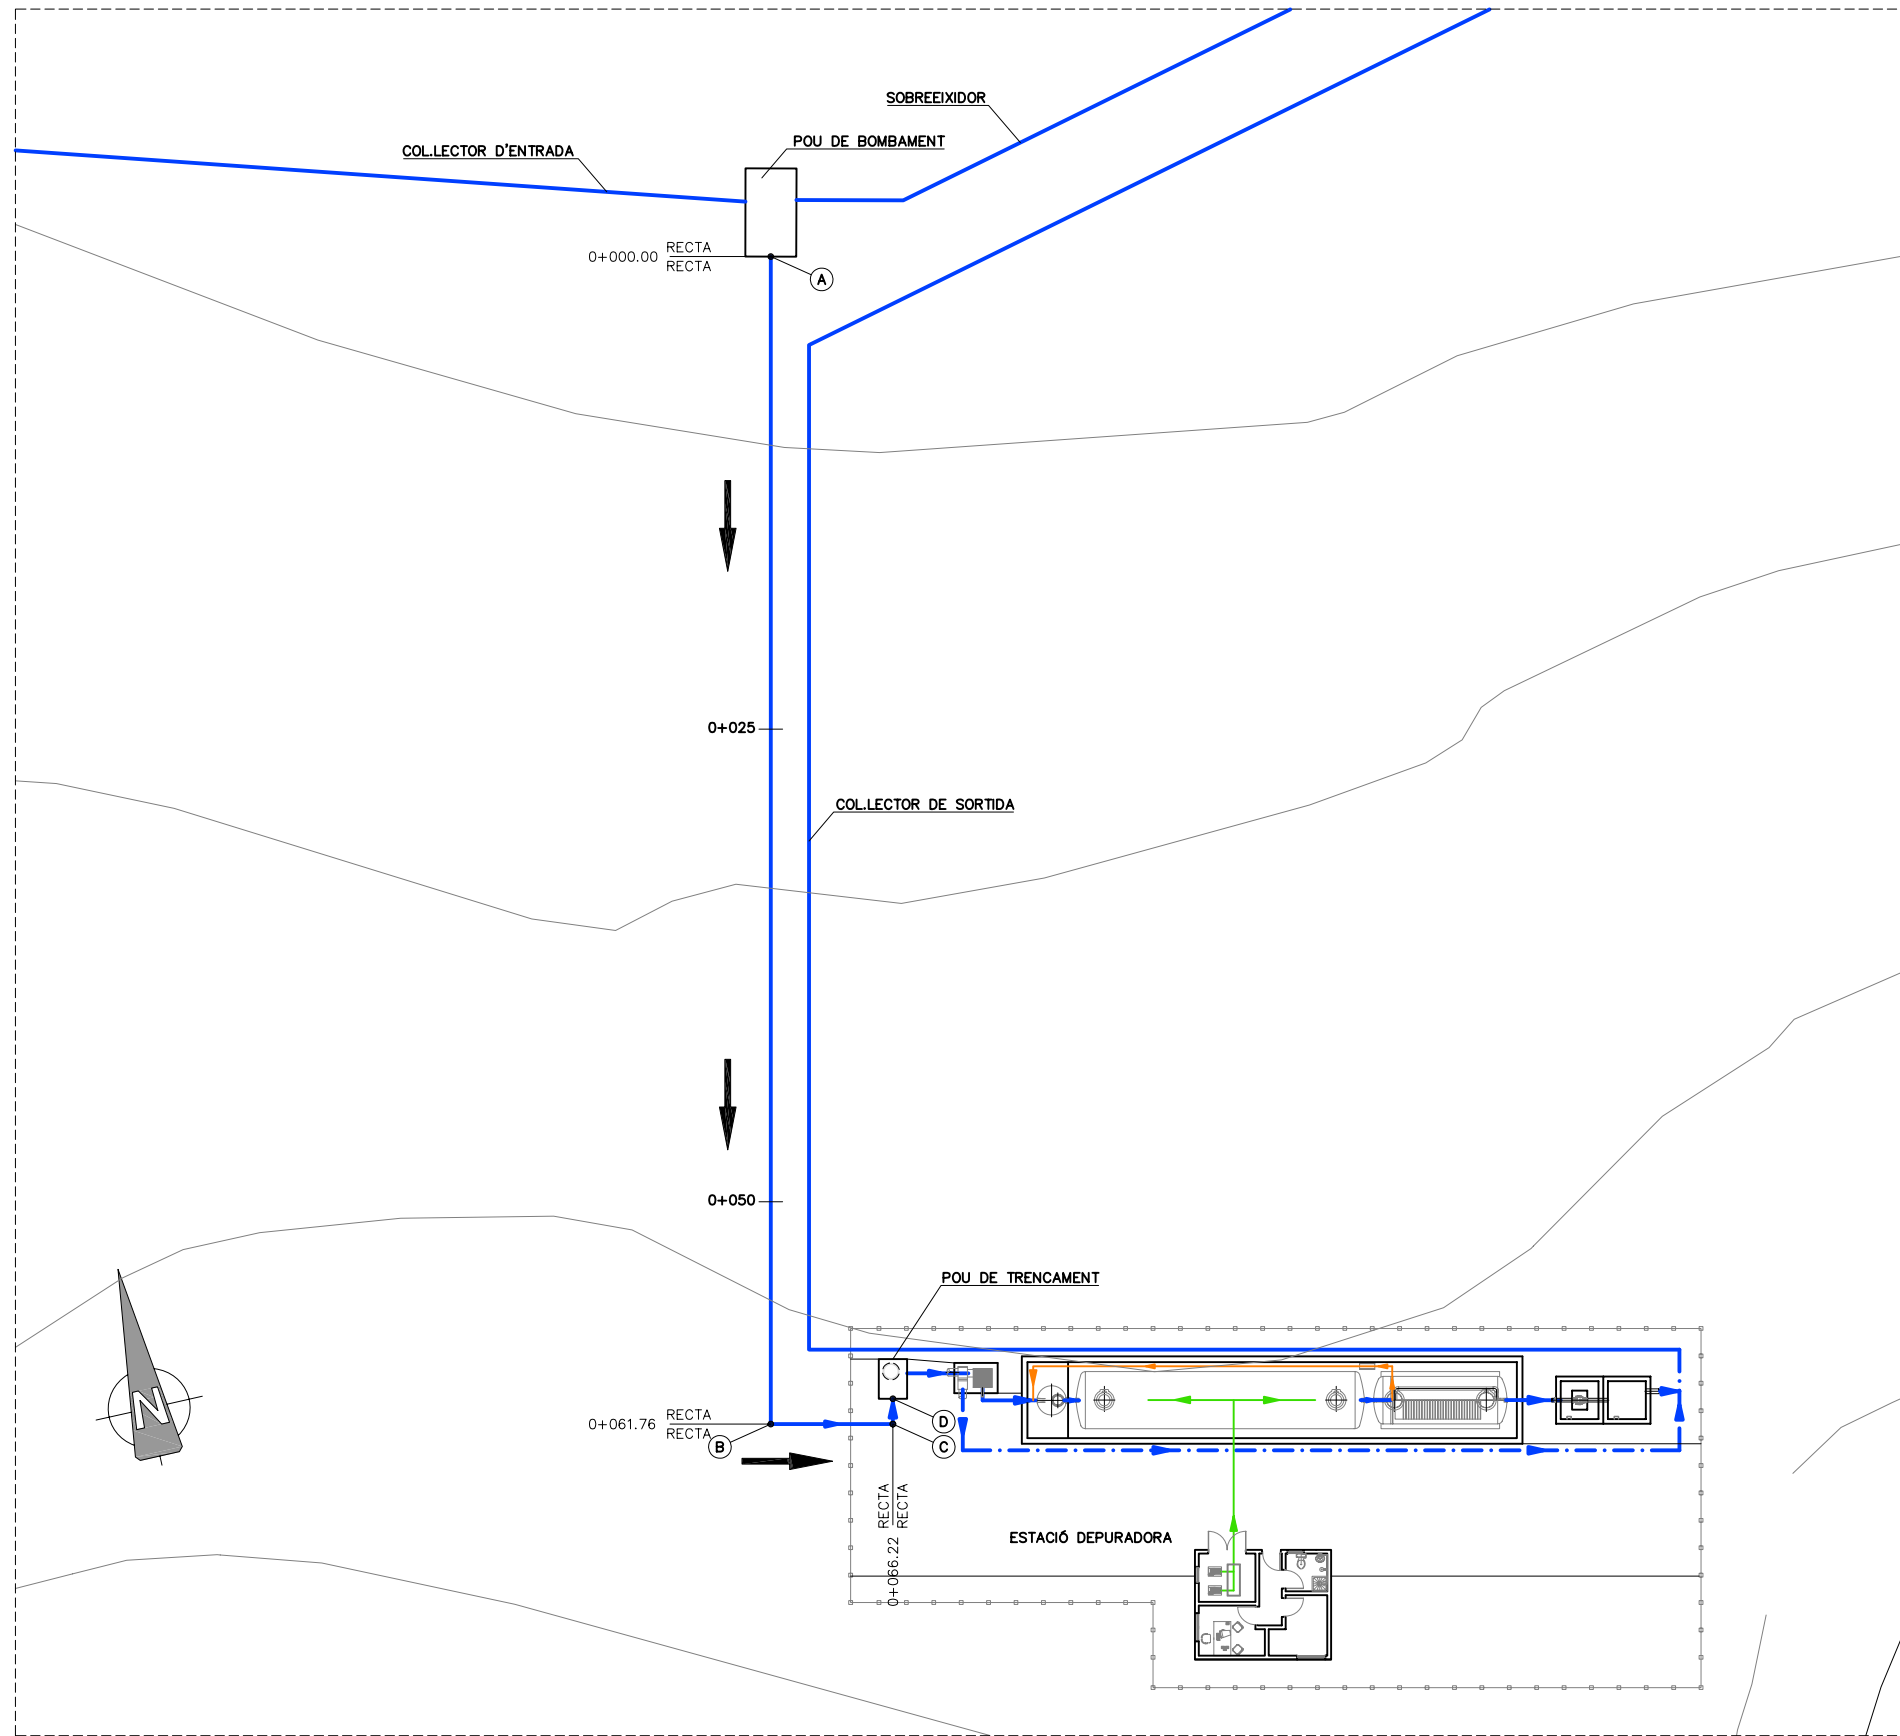 SOBREEIXIDOR
POU DE BOMBAMENT
COL.LECTOR D'ENTRADA
0+000.00 RECTA
RECTA
A
0+025
COL.LECTOR DE SORTIDA
0+050
POU DE TRENCAMENT
N
0+061.76 RECTA
RECTA
B
D
C
0+066.22 RECTA
RECTA
ESTACIÓ DEPURADORA